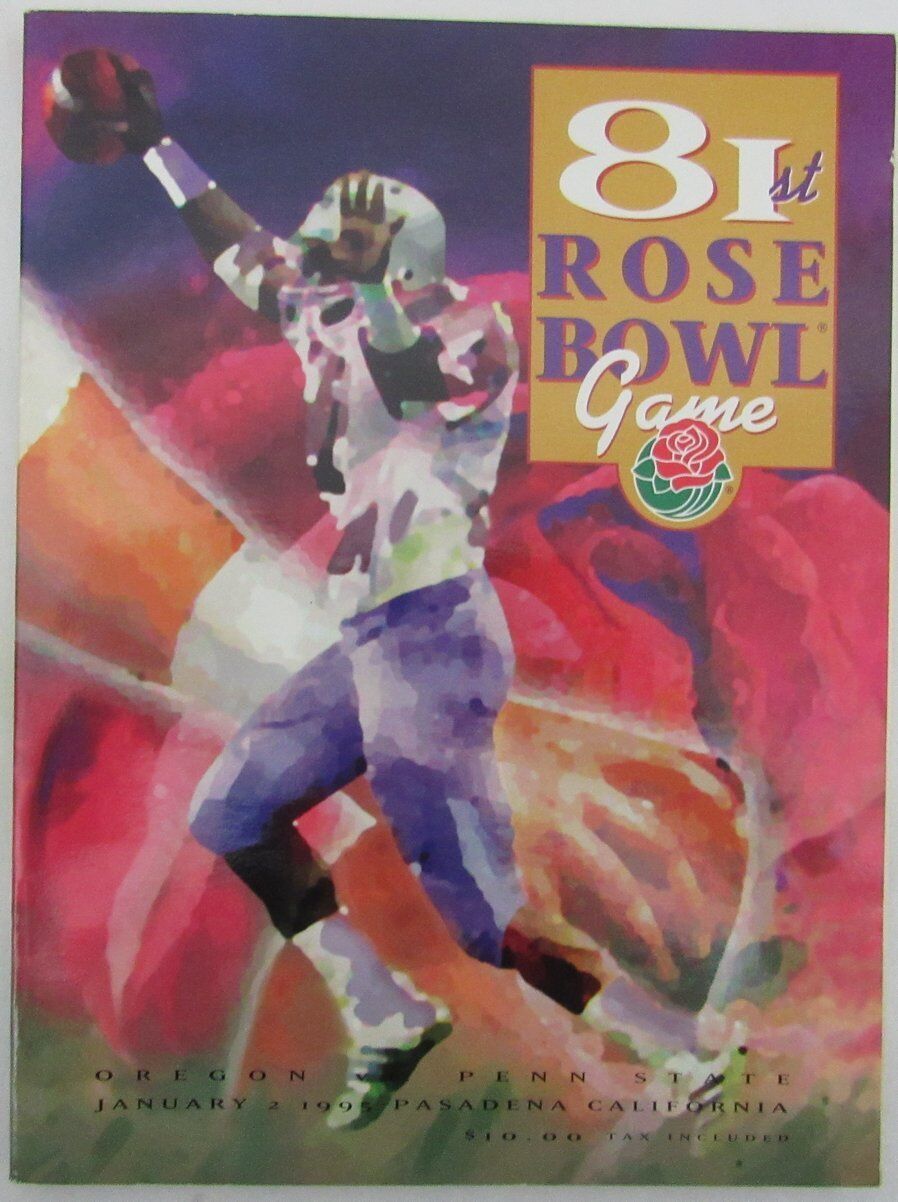 81st
ROSE
BOWL®
Game
®
OREGON V PENN STATE
JANUARY 2 1995 PASADENA CALIFORNIA
$10.00 TAX INCLUDED